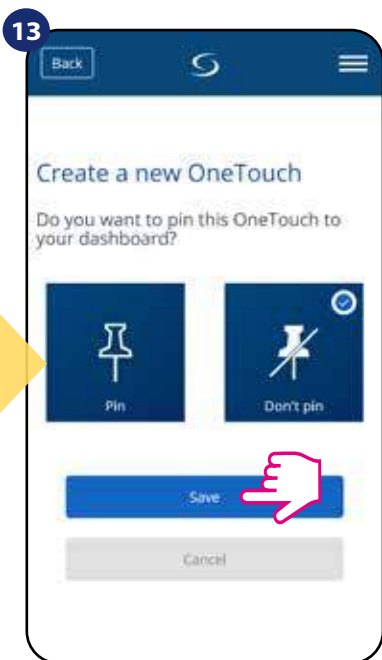 13
Back
Create a new OneTouch
Do you want to pin this OneTouch to
your dashboard?
Pin
Don't pin
Save
Cancel